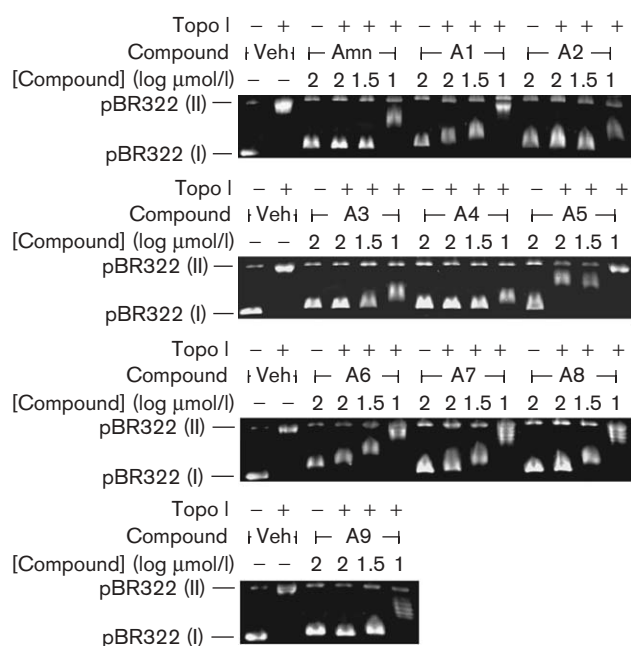 Topo I – + – + + + – + + + – + + +
Compound Veh Amn A1 A2
[Compound] (log μmol/l) – – 2 2 1.5 1 2 2 1.5 1 2 2 1.5 1
pBR322 (II)
pBR322 (I)
Topo I – + – + + + – + + + – + + +
Compound Veh A3 A4 A5
[Compound] (log μmol/l) – – 2 2 1.5 1 2 2 1.5 1 2 2 1.5 1
pBR322 (II)
pBR322 (I)
Topo I – + – + + + – + + + – + + +
Compound Veh A6 A7 A8
[Compound] (log μmol/l) – – 2 2 1.5 1 2 2 1.5 1 2 2 1.5 1
pBR322 (II)
pBR322 (I)
Topo I – + – + + +
Compound Veh A9
[Compound] (log μmol/l) – – 2 2 1.5 1
pBR322 (II)
pBR322 (I)